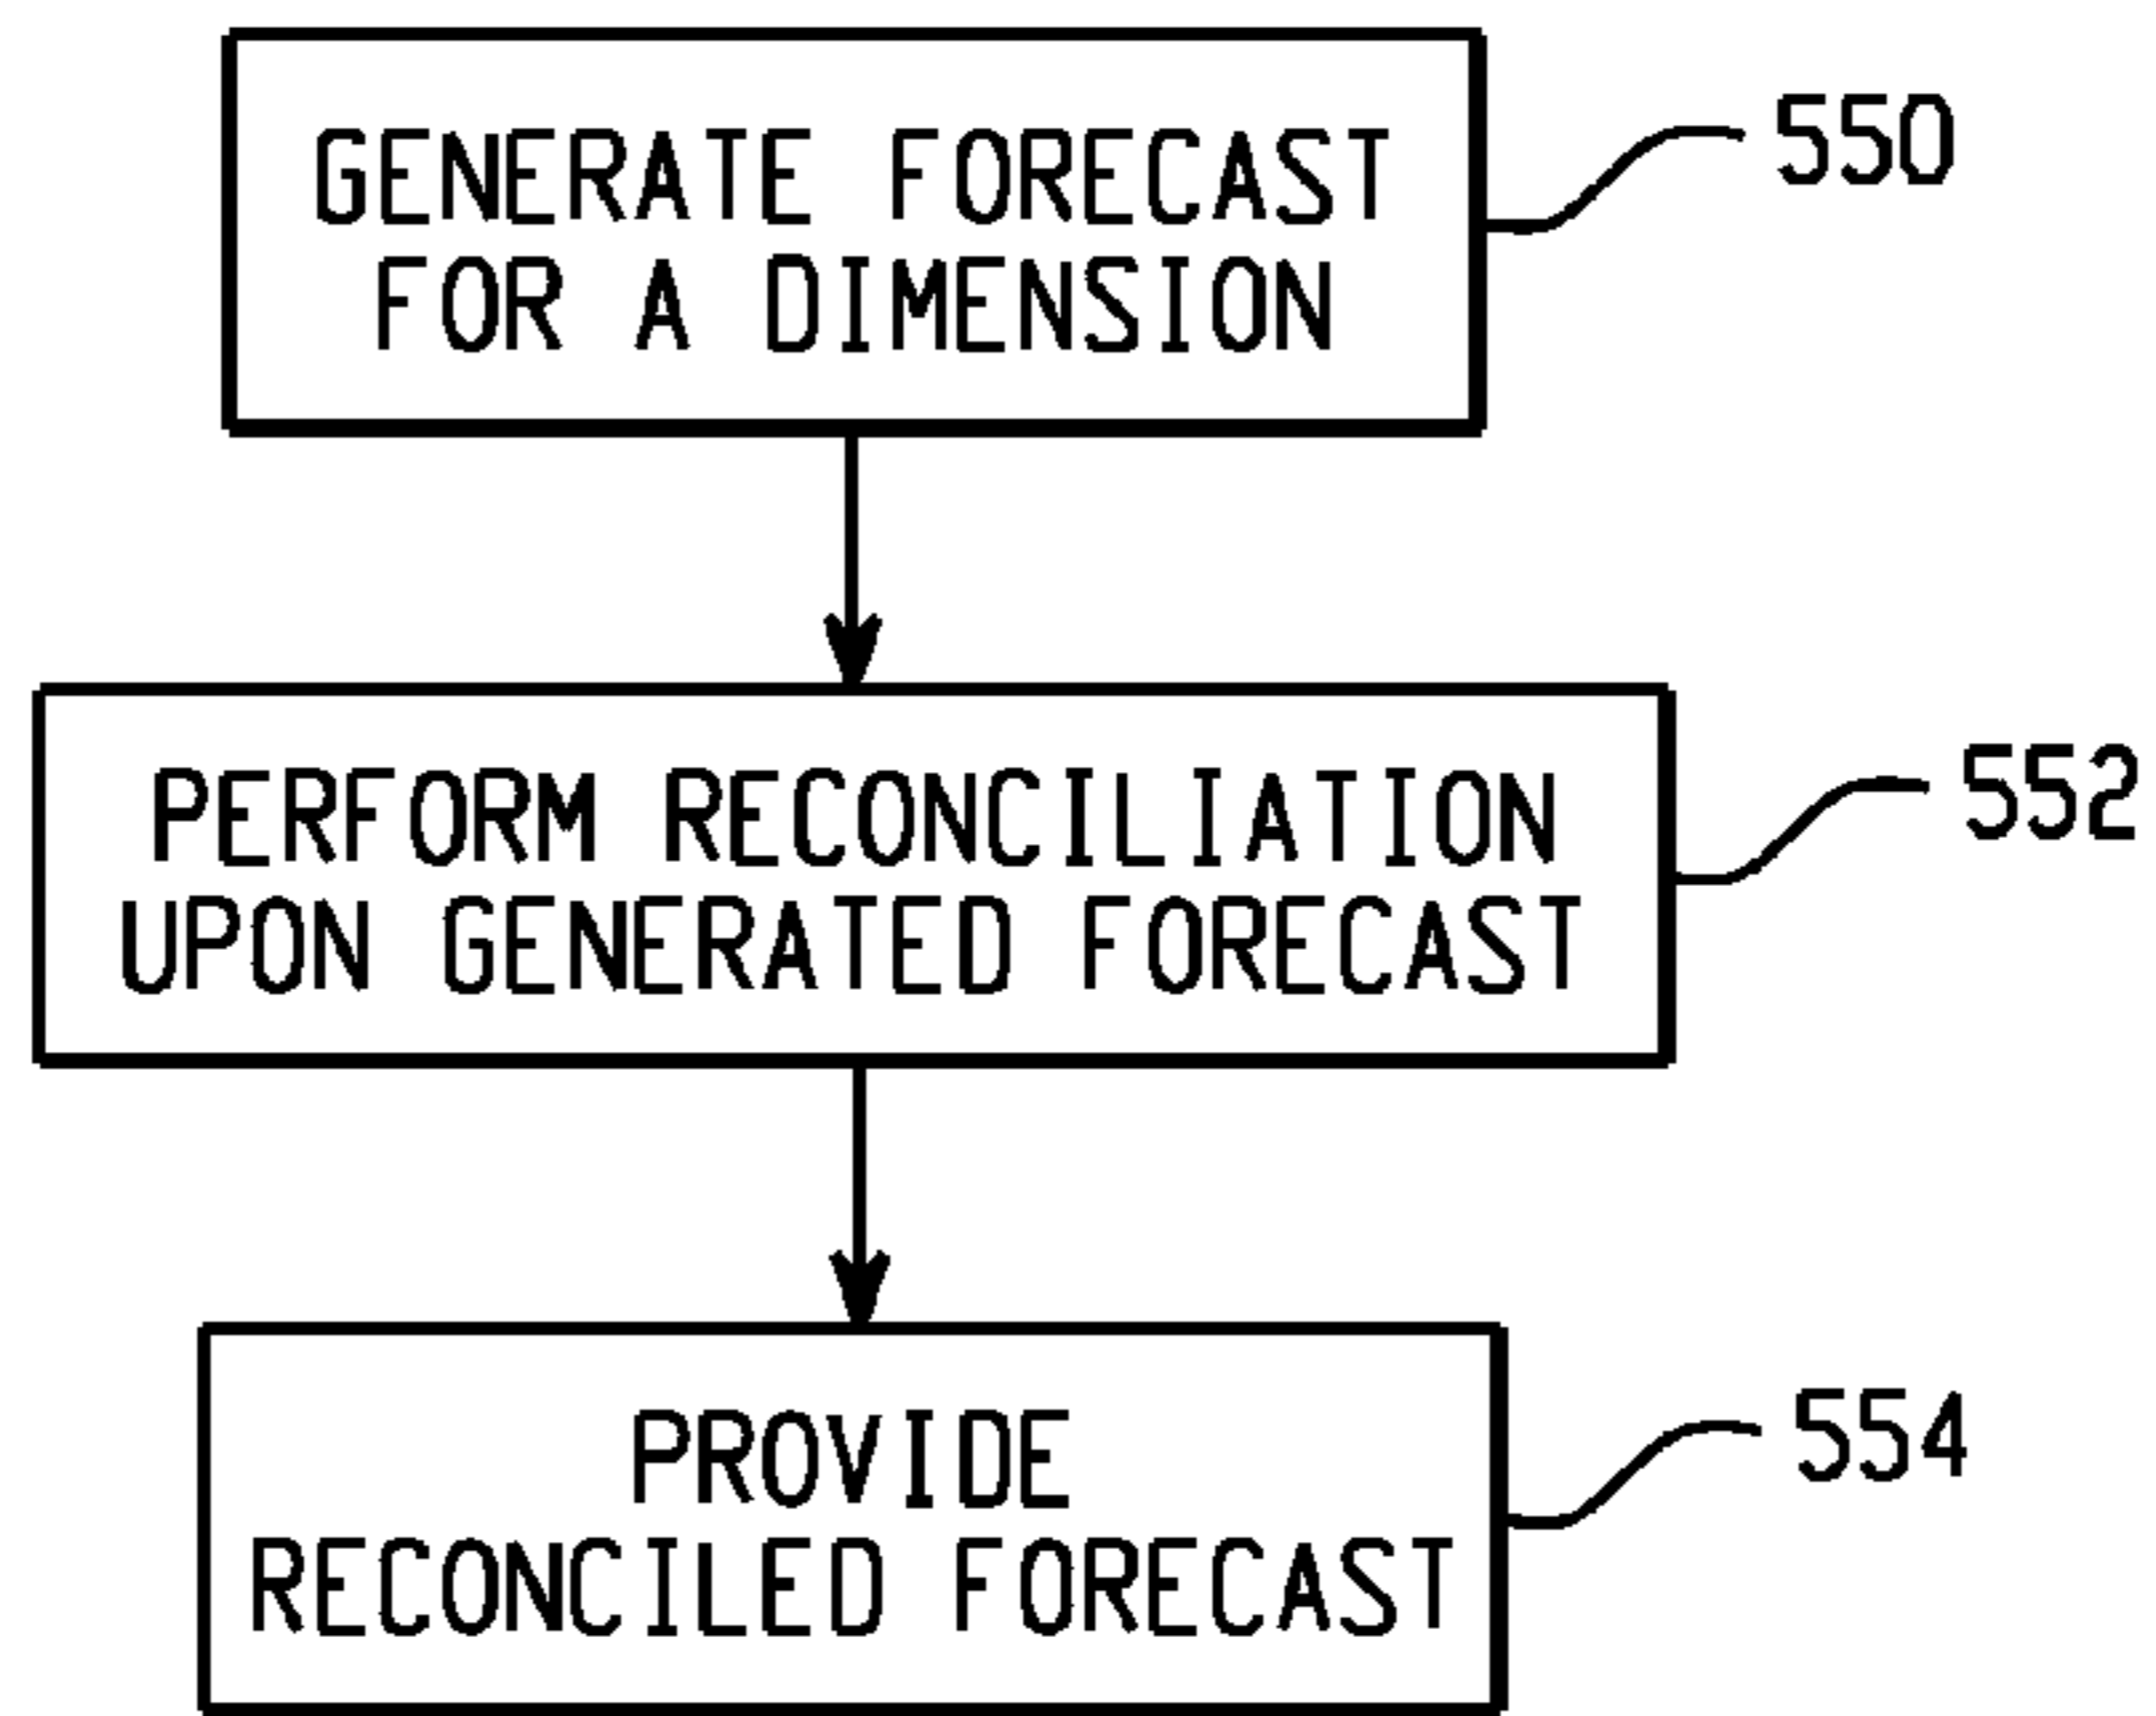 GENERATE FORECAST
FOR A DIMENSION
550
PERFORM RECONCILIATION
UPON GENERATED FORECAST
552
PROVIDE
RECONCILED FORECAST
554